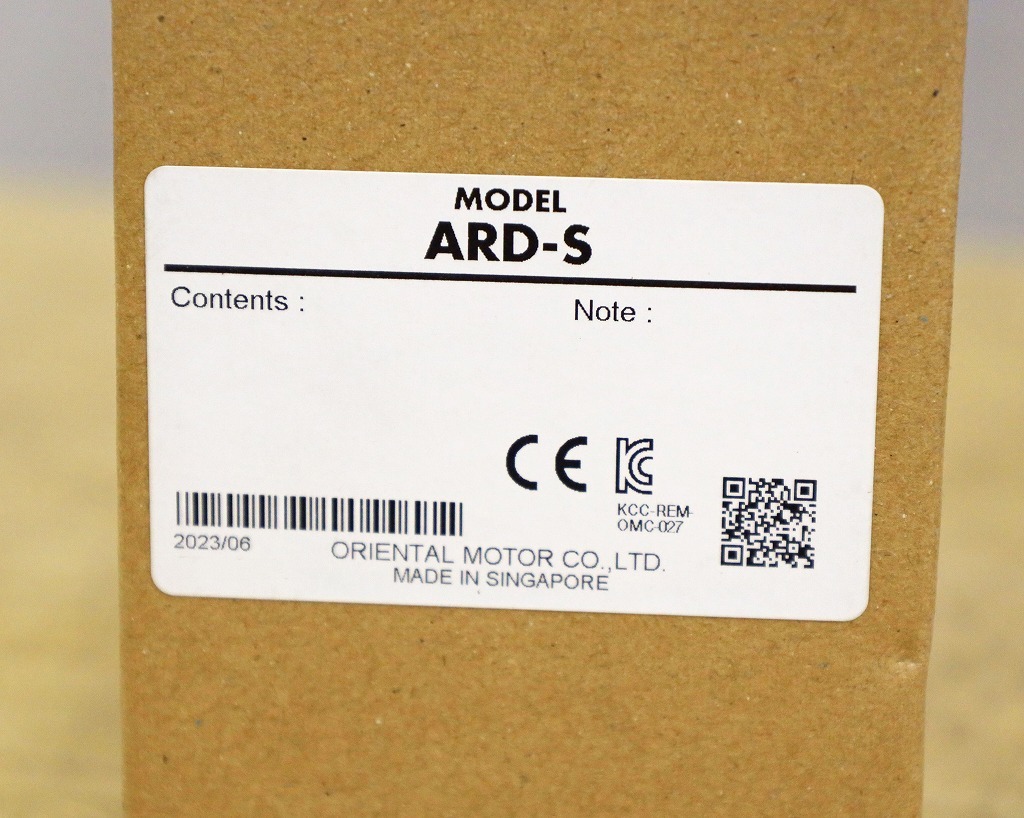 MODEL
ARD-S
Contents :
Note :
CE
KCC-REM-
OMC-027
2023/06
ORIENTAL MOTOR CO.,LTD.
MADE IN SINGAPORE